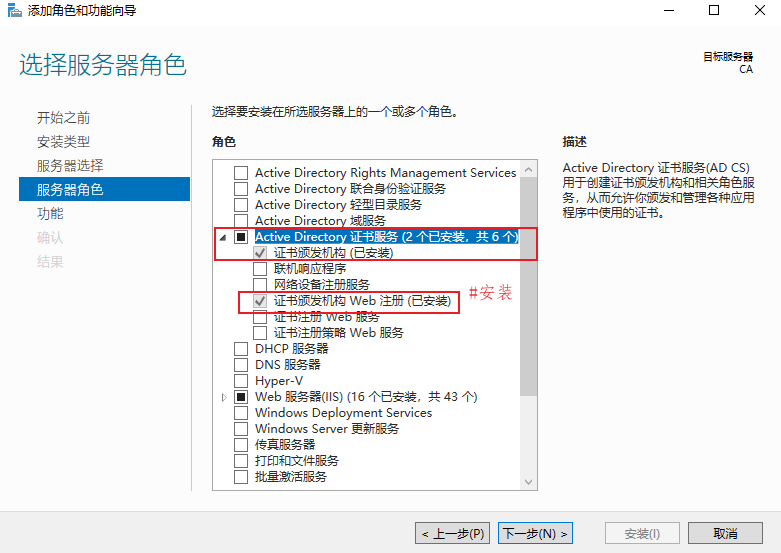 添加角色和功能向导
选择服务器角色
目标服务器
CA
开始之前
安装类型
服务器选择
服务器角色
功能
确认
结果
选择要安装在所选服务器上的一个或多个角色。
角色
Active Directory Rights Management Services
Active Directory 联合身份验证服务
Active Directory 轻型目录服务
Active Directory 域服务
Active Directory 证书服务 (2 个已安装，共 6 个)
证书颁发机构 (已安装)
联机响应程序
网络设备注册服务
证书颁发机构 Web 注册 (已安装)
#安装
证书注册 Web 服务
证书注册策略 Web 服务
DHCP 服务器
DNS 服务器
Hyper-V
Web 服务器(IIS) (16 个已安装，共 43 个)
Windows Deployment Services
Windows Server 更新服务
传真服务器
打印和文件服务
批量激活服务
描述
Active Directory 证书服务(AD CS)
用于创建证书颁发机构和相关角色服
务，从而允许你颁发和管理各种应用
程序中使用的证书。
< 上一步(P)
下一步(N) >
安装(I)
取消